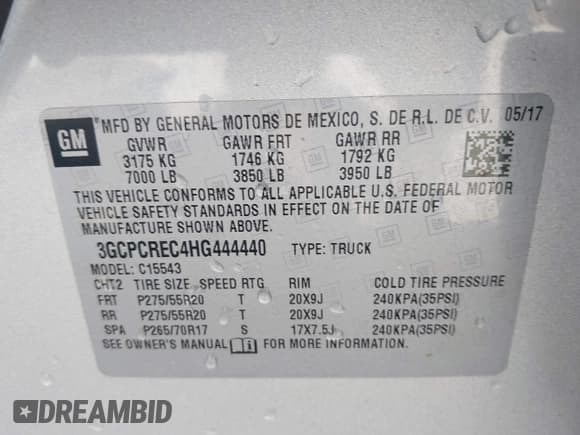 GM
MFD BY GENERAL MOTORS DE MEXICO, S. DE R.L. DE C.V. 05/17
GVWR GAWR FRT GAWR RR
3175 KG 1746 KG 1792 KG
7000 LB 3850 LB 3950 LB
THIS VEHICLE CONFORMS TO ALL APPLICABLE U.S. FEDERAL MOTOR
VEHICLE SAFETY STANDARDS IN EFFECT ON THE DATE OF
MANUFACTURE SHOWN ABOVE.
3GCPCREC4HG444440 TYPE: TRUCK
MODEL: C15543
CHT2 TIRE SIZE SPEED RTG RIM COLD TIRE PRESSURE
FRT P275/55R20 T 20X9J 240KPA(35PSI)
RR P275/55R20 T 20X9J 240KPA(35PSI)
SPA P265/70R17 S 17X7.5J 240KPA(35PSI)
SEE OWNER'S MANUAL FOR MORE INFORMATION
DREAMBID